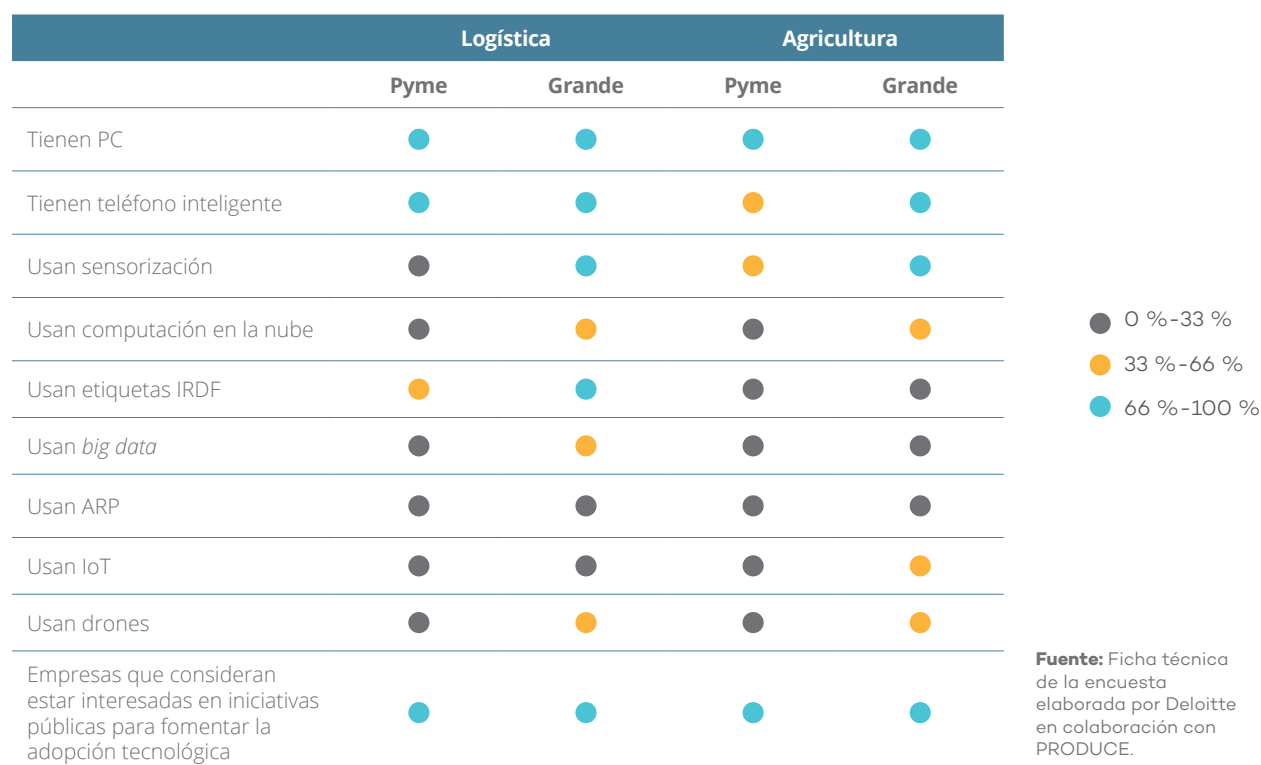 Logística Agricultura
Pyme Grande Pyme Grande
Tienen PC
Tienen teléfono inteligente
Usan sensorización
Usan computación en la nube
Usan etiquetas IRDF
Usan big data
Usan ARP
Usan IoT
Usan drones
Empresas que consideran
estar interesadas en iniciativas
públicas para fomentar la
adopción tecnológica
0 %-33 %
33 %-66 %
66 %-100 %
Fuente: Ficha técnica
de la encuesta
elaborada por Deloitte
en colaboración con
PRODUCE.